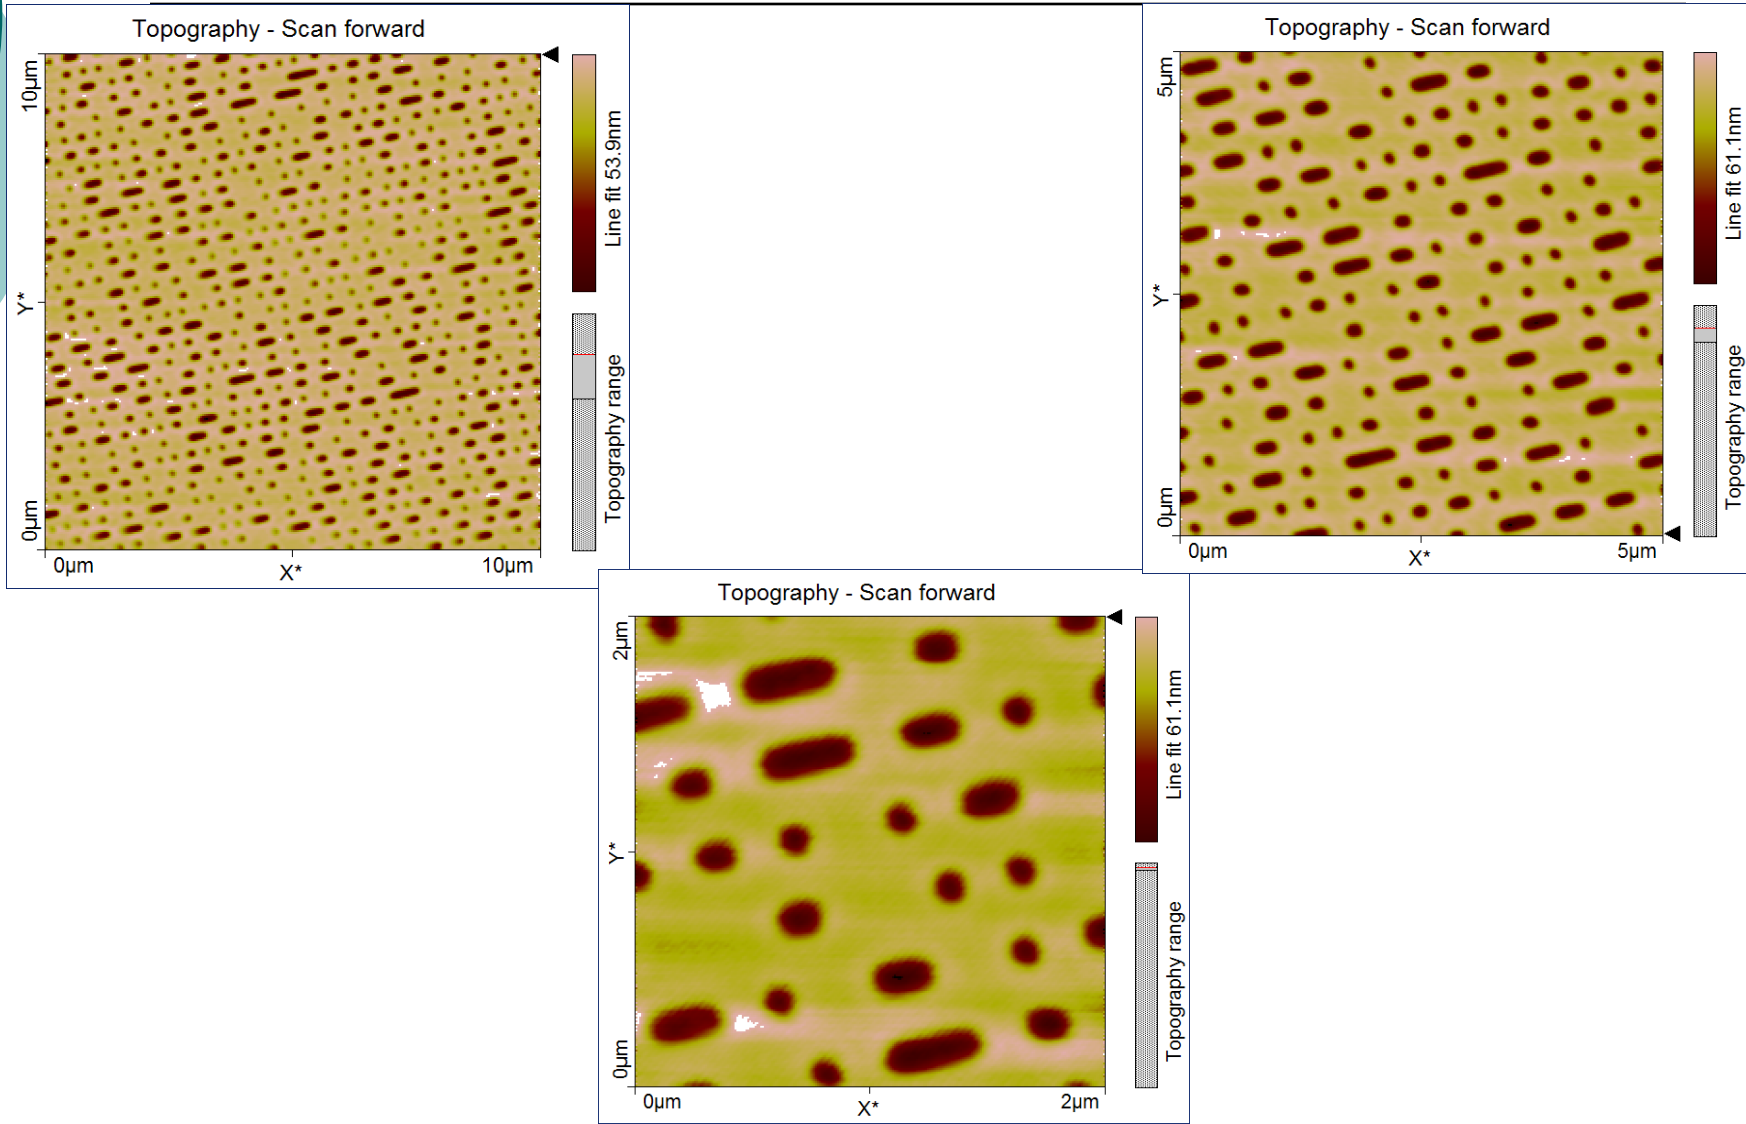 Topography - Scan forward
10µm
Y*
0µm
0µm
X*
10µm
Line fit 53.9nm
Topography range
Topography - Scan forward
5µm
Y*
0µm
0µm
X*
5µm
Line fit 61.1nm
Topography range
Topography - Scan forward
2µm
Y*
0µm
0µm
X*
2µm
Line fit 61.1nm
Topography range